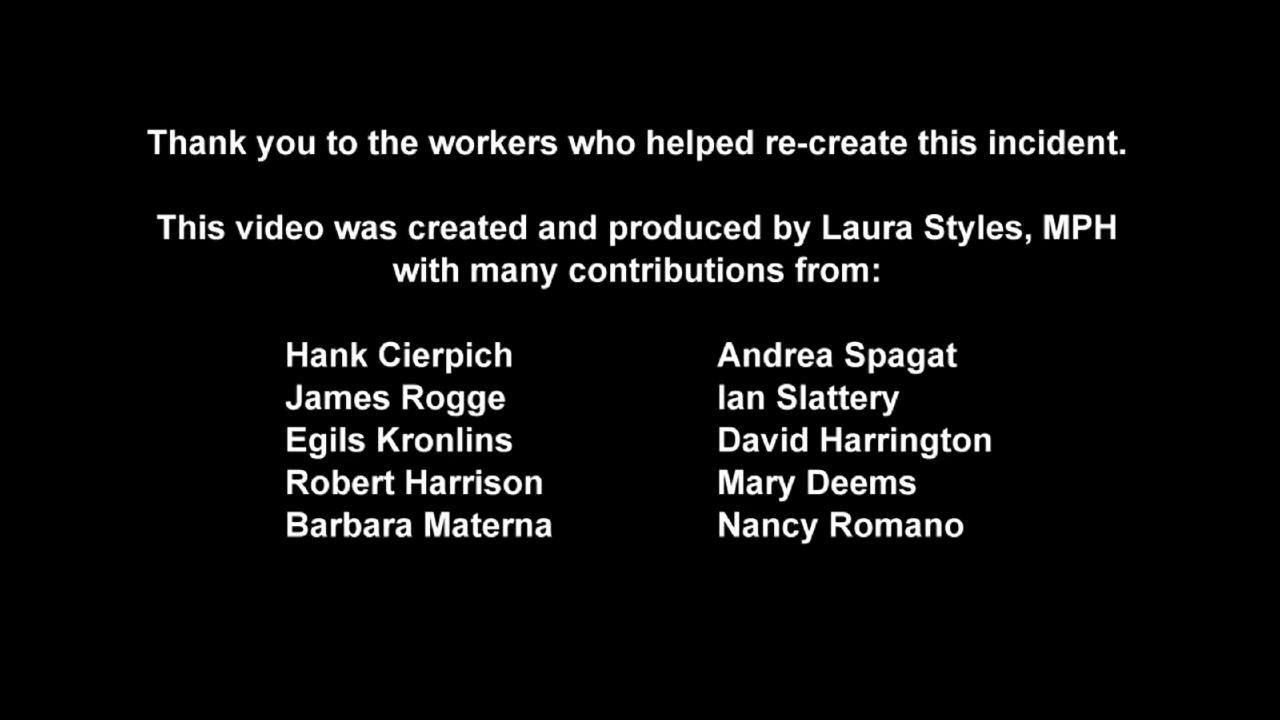 Thank you to the workers who helped re-create this incident.
This video was created and produced by Laura Styles, MPH
with many contributions from:
Hank Cierpich
James Rogge
Egils Kronlins
Robert Harrison
Barbara Materna
Andrea Spagat
Ian Slattery
David Harrington
Mary Deems
Nancy Romano